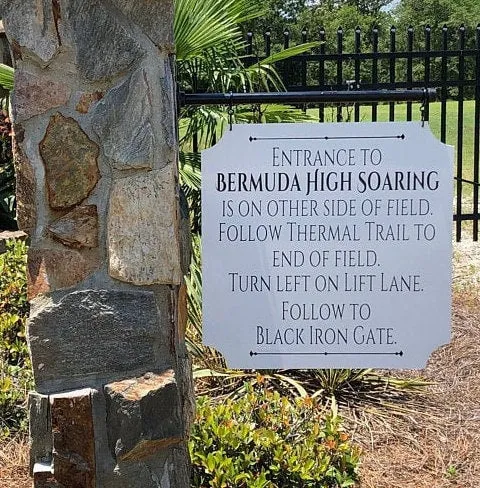 ENTRANCE TO
BERMUDA HIGH SOARING
IS ON OTHER SIDE OF FIELD.
FOLLOW THERMAL TRAIL TO
END OF FIELD.
TURN LEFT ON LIFT LANE.
FOLLOW TO
BLACK IRON GATE.